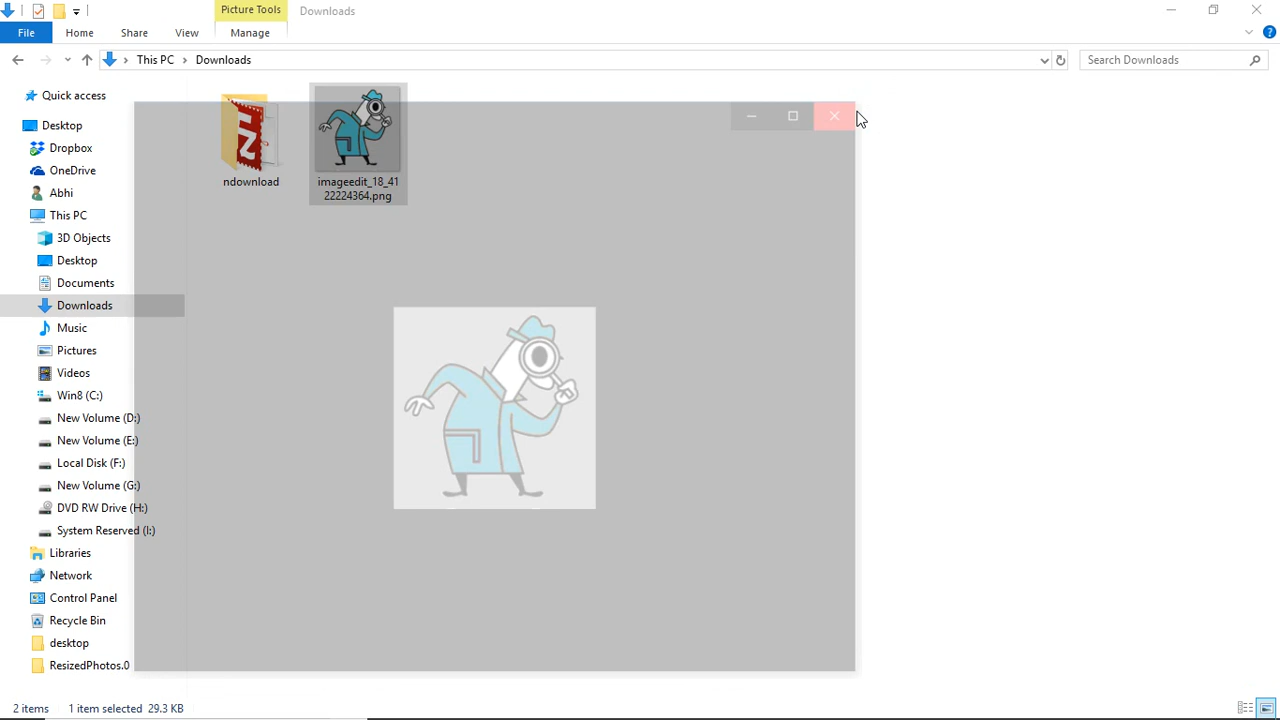 Picture Tools
Downloads
File
Home
Share
View
Manage
This PC
Downloads
Search Downloads
Quick access
Desktop
Dropbox
OneDrive
Abhi
This PC
3D Objects
Desktop
Documents
Downloads
Music
Pictures
Videos
Win8 (C:)
New Volume (D:)
New Volume (E:)
Local Disk (F:)
New Volume (G:)
DVD RW Drive (H:)
System Reserved (I:)
Libraries
Network
Control Panel
Recycle Bin
desktop
ResizedPhotos.0
ndownload
imageedit_18_41
22224364.png
2 items
1 item selected 29.3 KB